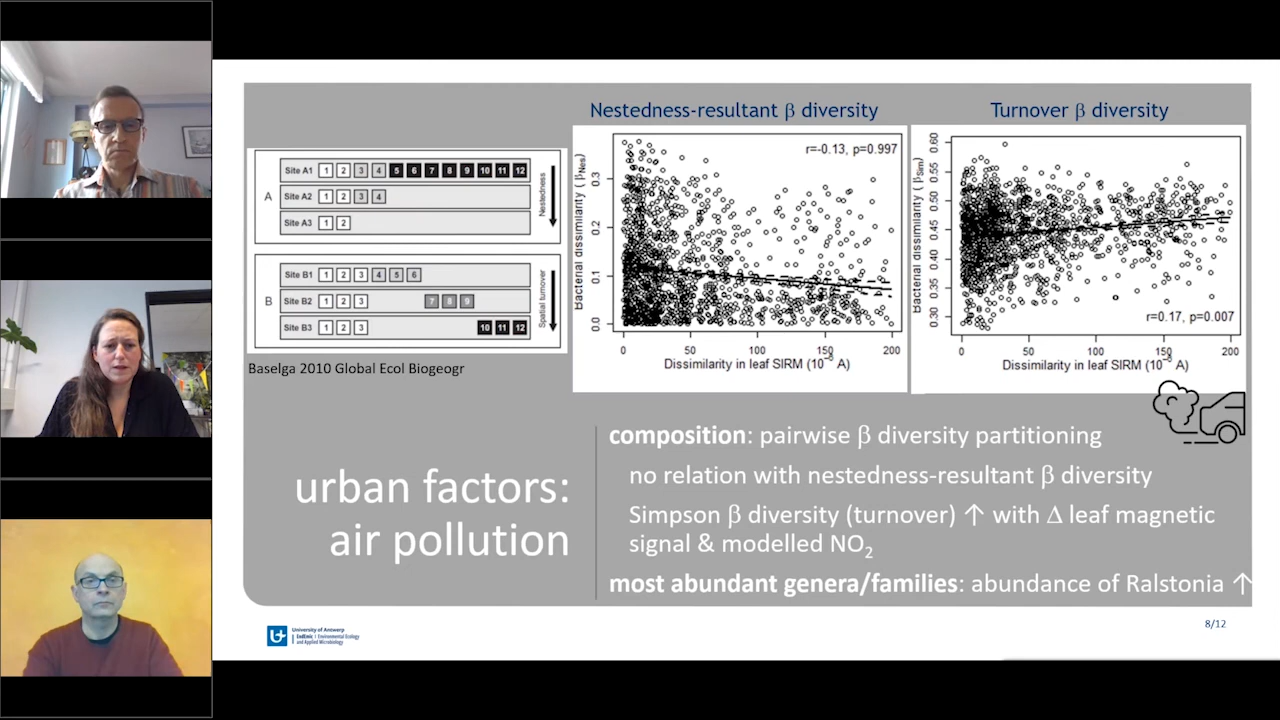 Nestedness-resultant β diversity
Turnover β diversity
A
Site A1 1 2 3 4 5 6 7 8 9 10 11 12
Site A2 1 2 3 4
Site A3 1 2
Nestedness
B
Site B1 1 2 3 4 5 6
Site B2 1 2 3 7 8 9
Site B3 1 2 3 10 11 12
Spatial turnover
Baselga 2010 Global Ecol Biogeogr
Bacterial dissimilarity (βNes)
0.3
0.2
0.1
0.0
r=-0.13, p=0.997
0 50 100 150 200
Dissimilarity in leaf SIRM (10⁻⁸ A)
Bacterial dissimilarity (βSim)
0.60
0.55
0.50
0.45
0.40
0.35
0.30
r=0.17, p=0.007
0 50 100 150 200
Dissimilarity in leaf SIRM (10⁻⁸ A)
urban factors:
air pollution
composition: pairwise β diversity partitioning
no relation with nestedness-resultant β diversity
Simpson β diversity (turnover) ↑ with Δ leaf magnetic
signal & modelled NO₂
most abundant genera/families: abundance of Ralstonia ↑
University of Antwerp
EndEmic | Environmental Ecology
and Applied Microbiology
8/12